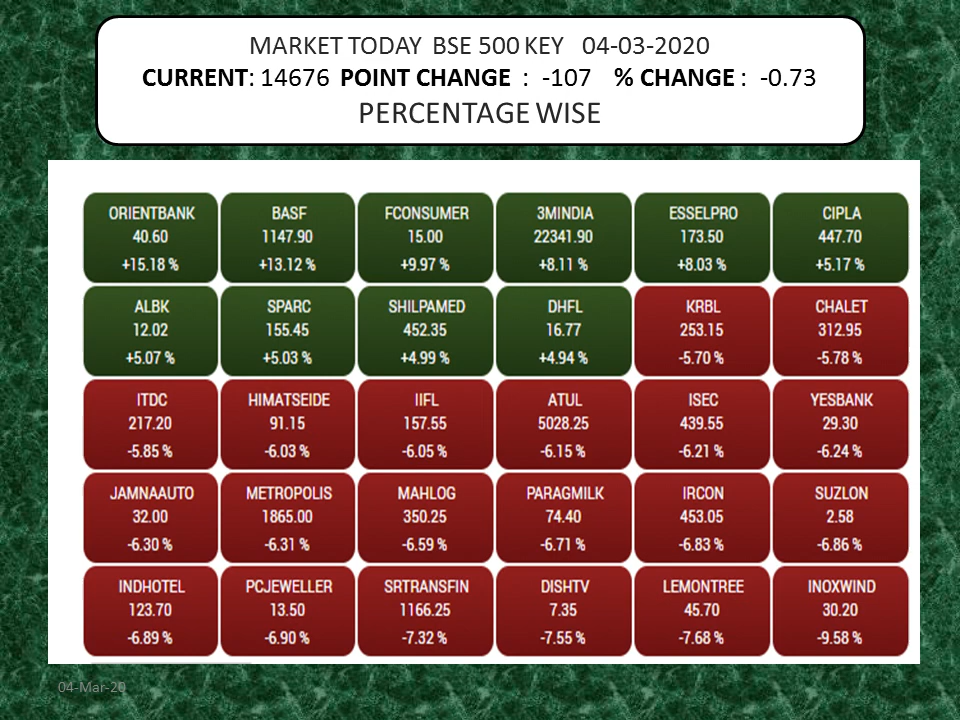 MARKET TODAY BSE 500 KEY 04-03-2020
CURRENT: 14676 POINT CHANGE : -107 % CHANGE : -0.73
PERCENTAGE WISE
ORIENTBANK BASF FCONSUMER 3MINDIA ESSELPRO CIPLA
40.60 1147.90 15.00 22341.90 173.50 447.70
+15.18 % +13.12 % +9.97 % +8.11 % +8.03 % +5.17 %
ALBK SPARC SHILPAMED DHFL KRBL CHALET
12.02 155.45 452.35 16.77 253.15 312.95
+5.07 % +5.03 % +4.99 % +4.94 % -5.70 % -5.78 %
ITDC HIMATSEIDE IIFL ATUL ISEC YESBANK
217.20 91.15 157.55 5028.25 439.55 29.30
-5.85 % -6.03 % -6.05 % -6.15 % -6.21 % -6.24 %
JAMNAAUTO METROPOLIS MAHLOG PARAGMILK IRCON SUZLON
32.00 1865.00 350.25 74.40 453.05 2.58
-6.30 % -6.31 % -6.59 % -6.71 % -6.83 % -6.86 %
INDHOTEL PCJEWELLER SRTRANSFIN DISHTV LEMONTREE INOXWIND
123.70 13.50 1166.25 7.35 45.70 30.20
-6.89 % -6.90 % -7.32 % -7.55 % -7.68 % -9.58 %
04-Mar-20